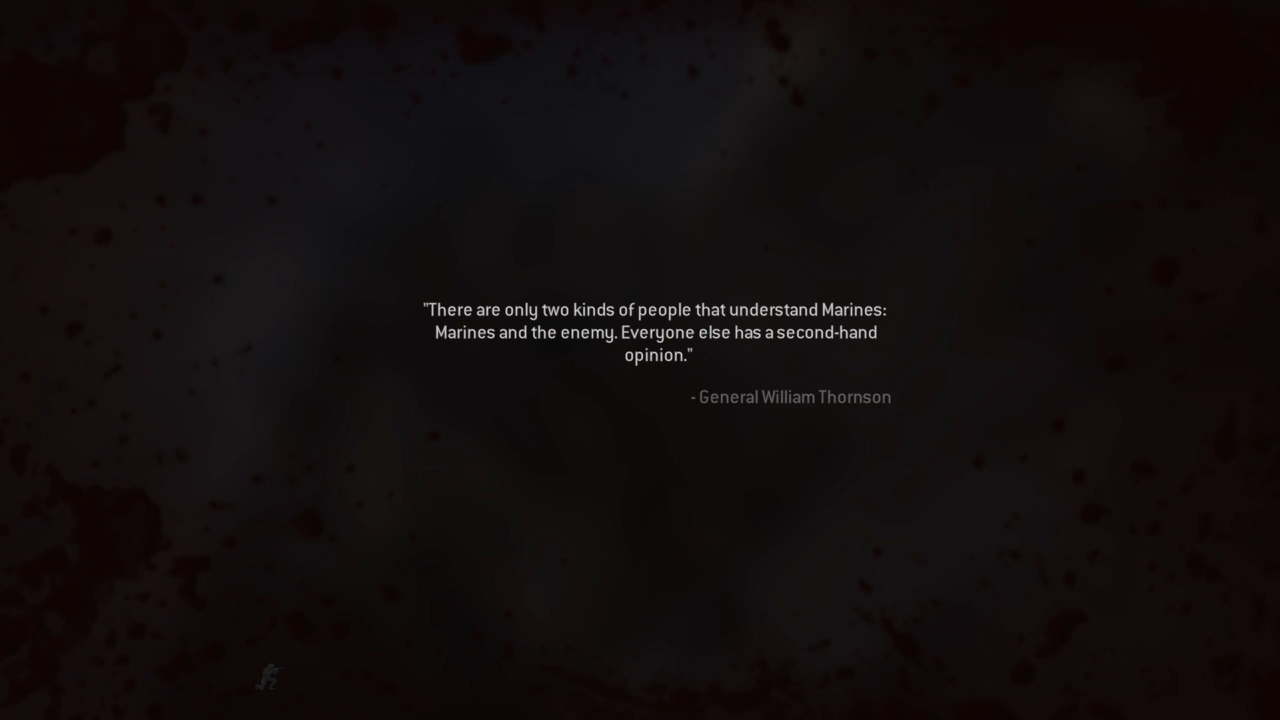 "There are only two kinds of people that understand Marines:
Marines and the enemy. Everyone else has a second-hand
opinion."
- General William Thornson